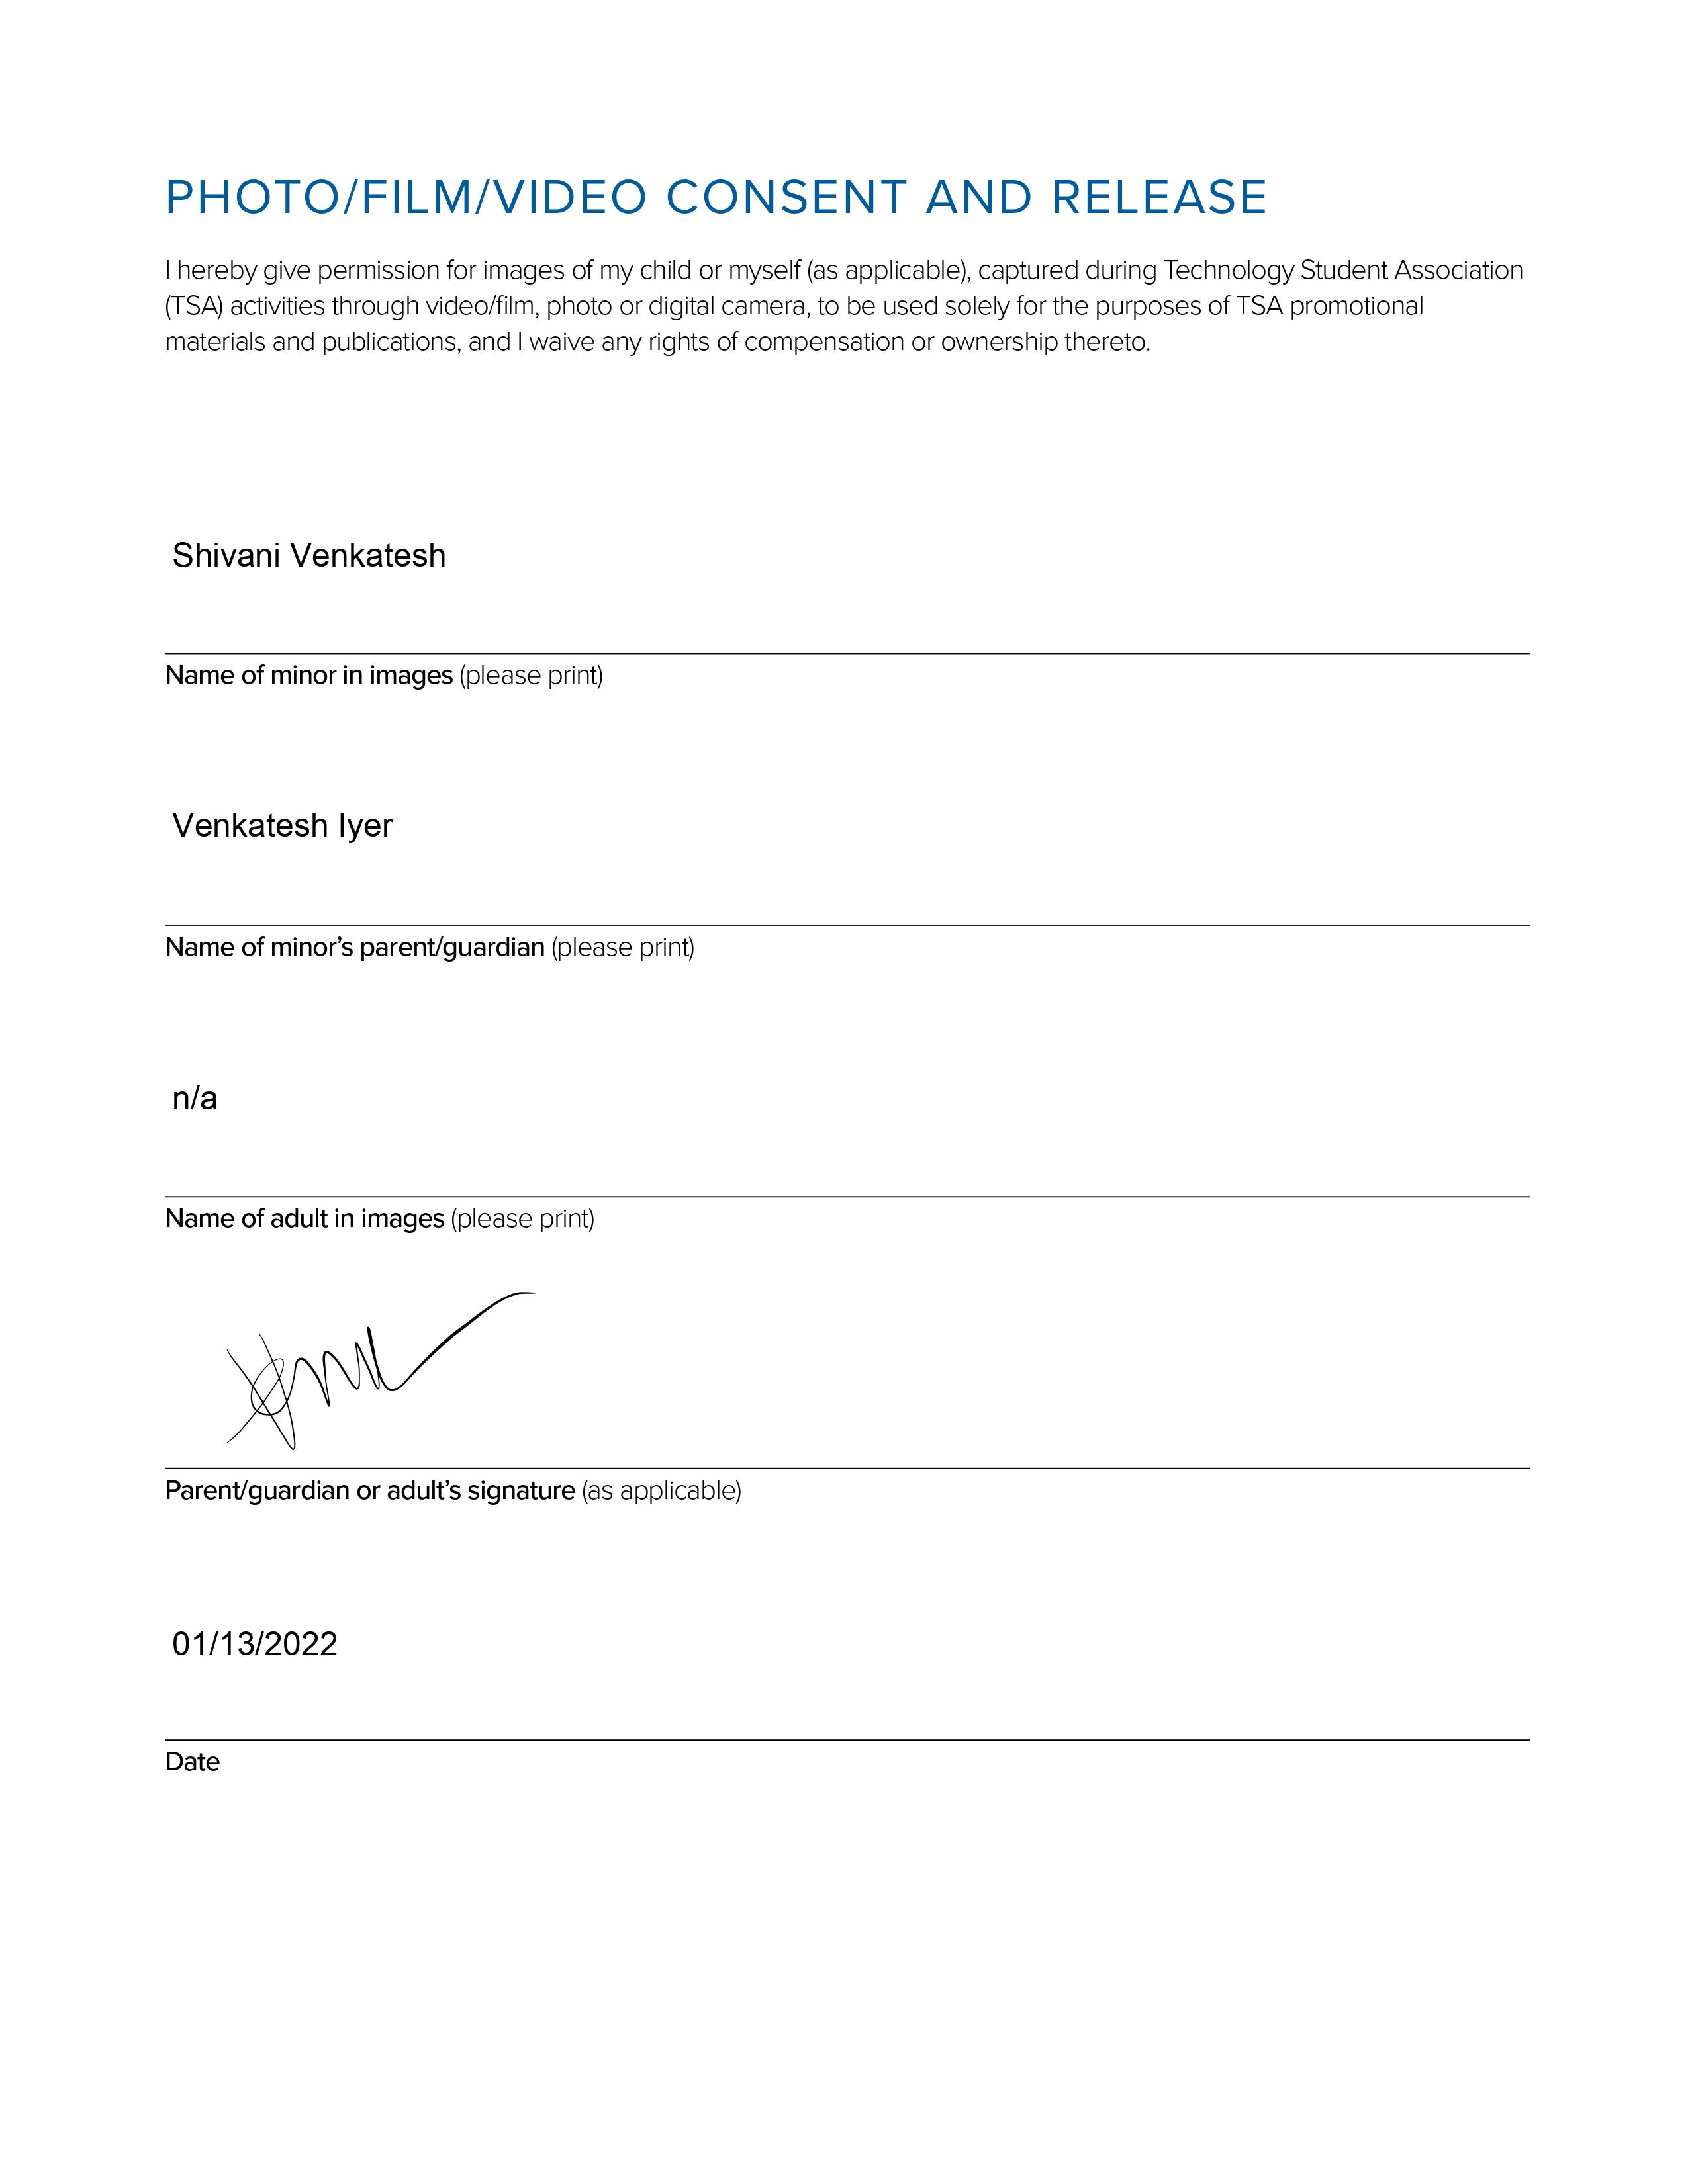 PHOTO/FILM/VIDEO CONSENT AND RELEASE
I hereby give permission for images of my child or myself (as applicable), captured during Technology Student Association
(TSA) activities through video/film, photo or digital camera, to be used solely for the purposes of TSA promotional
materials and publications, and I waive any rights of compensation or ownership thereto.
Shivani Venkatesh
Name of minor in images (please print)
Venkatesh Iyer
Name of minor’s parent/guardian (please print)
n/a
Name of adult in images (please print)
Parent/guardian or adult’s signature (as applicable)
01/13/2022
Date